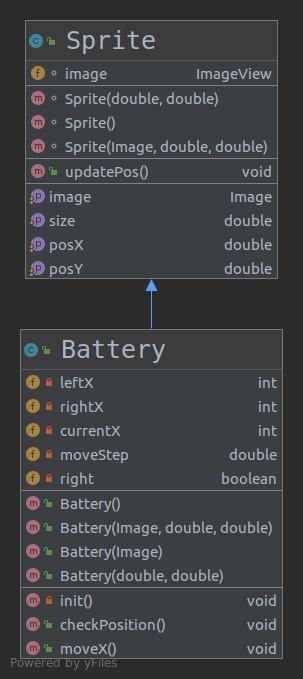 Sprite
image ImageView
Sprite(double, double)
Sprite()
Sprite(Image, double, double)
updatePos() void
image Image
size double
posX double
posY double
Battery
leftX int
rightX int
currentX int
moveStep double
right boolean
Battery()
Battery(Image, double, double)
Battery(Image)
Battery(double, double)
init() void
checkPosition() void
moveX() void
Powered by yFiles